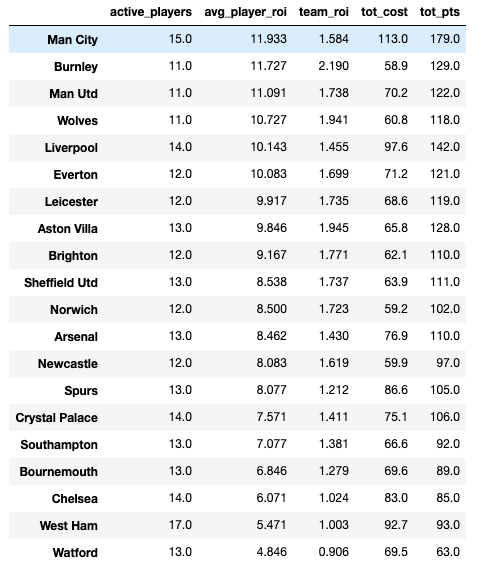 active_players avg_player_roi team_roi tot_cost tot_pts
Man City 15.0 11.933 1.584 113.0 179.0
Burnley 11.0 11.727 2.190 58.9 129.0
Man Utd 11.0 11.091 1.738 70.2 122.0
Wolves 11.0 10.727 1.941 60.8 118.0
Liverpool 14.0 10.143 1.455 97.6 142.0
Everton 12.0 10.083 1.699 71.2 121.0
Leicester 12.0 9.917 1.735 68.6 119.0
Aston Villa 13.0 9.846 1.945 65.8 128.0
Brighton 12.0 9.167 1.771 62.1 110.0
Sheffield Utd 13.0 8.538 1.737 63.9 111.0
Norwich 12.0 8.500 1.723 59.2 102.0
Arsenal 13.0 8.462 1.430 76.9 110.0
Newcastle 12.0 8.083 1.619 59.9 97.0
Spurs 13.0 8.077 1.212 86.6 105.0
Crystal Palace 14.0 7.571 1.411 75.1 106.0
Southampton 13.0 7.077 1.381 66.6 92.0
Bournemouth 13.0 6.846 1.279 69.6 89.0
Chelsea 14.0 6.071 1.024 83.0 85.0
West Ham 17.0 5.471 1.003 92.7 93.0
Watford 13.0 4.846 0.906 69.5 63.0